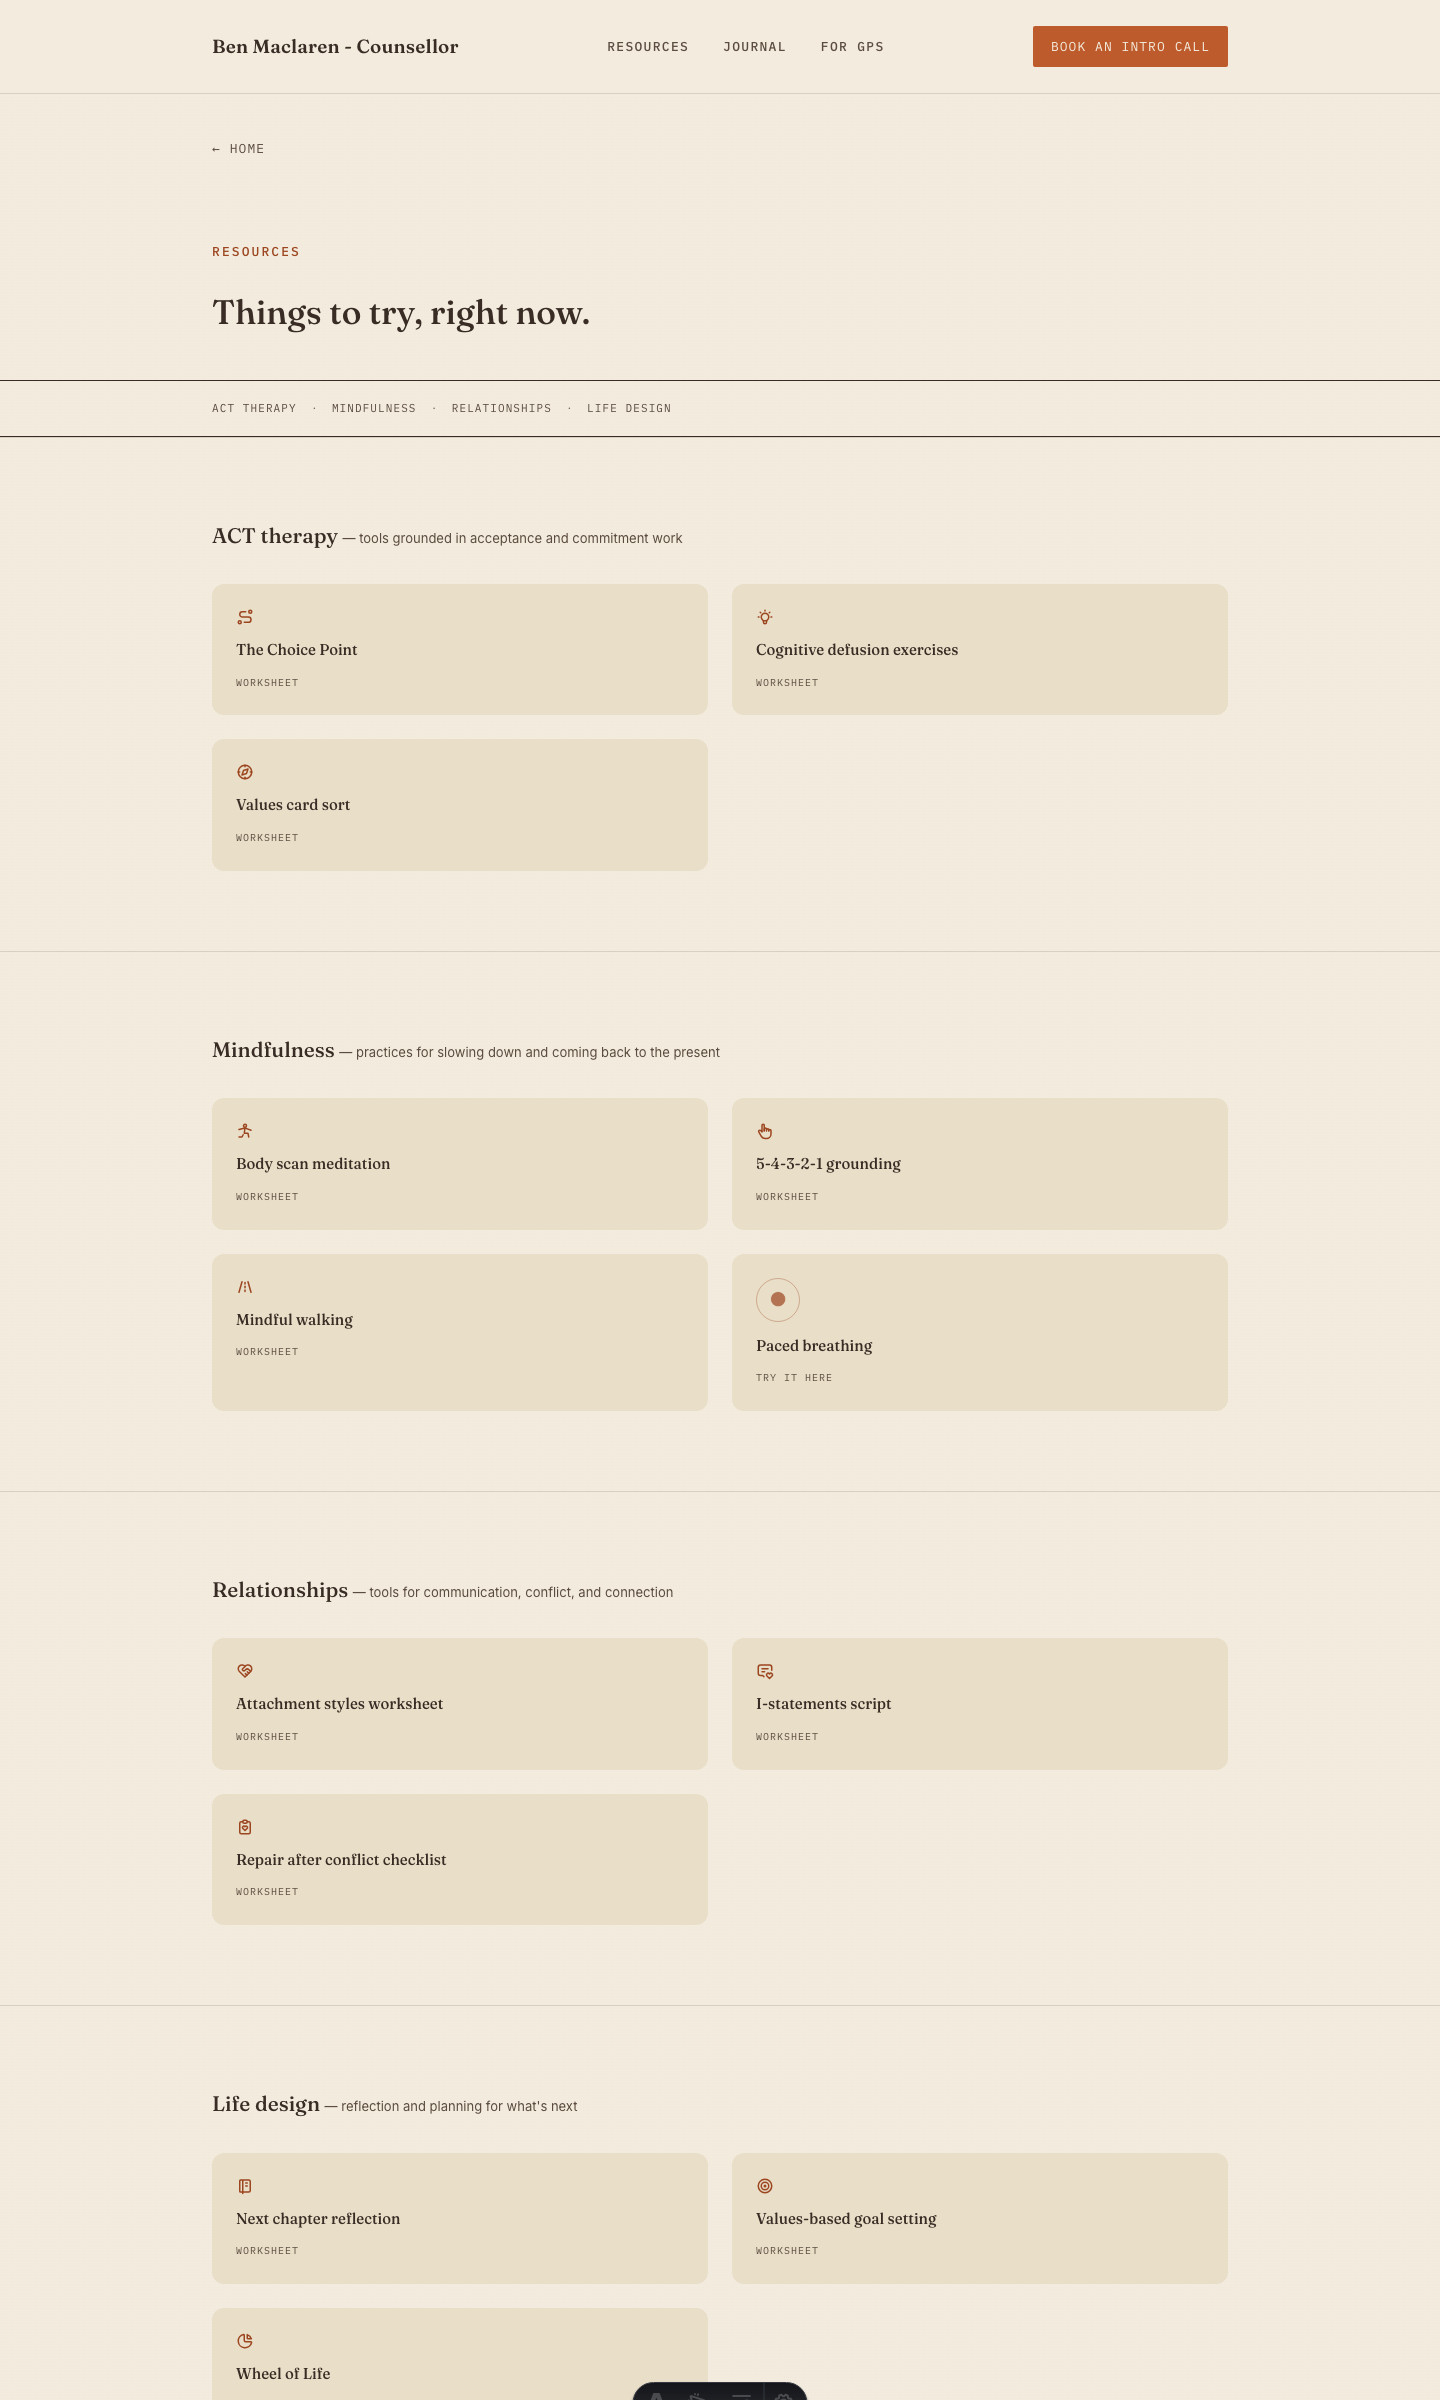 Ben Maclaren - Counsellor
RESOURCES
JOURNAL
FOR GPS
BOOK AN INTRO CALL
← HOME
RESOURCES
Things to try, right now.
ACT THERAPY · MINDFULNESS · RELATIONSHIPS · LIFE DESIGN
ACT therapy — tools grounded in acceptance and commitment work
The Choice Point
WORKSHEET
Cognitive defusion exercises
WORKSHEET
Values card sort
WORKSHEET
Mindfulness — practices for slowing down and coming back to the present
Body scan meditation
WORKSHEET
5-4-3-2-1 grounding
WORKSHEET
Mindful walking
WORKSHEET
Paced breathing
TRY IT HERE
Relationships — tools for communication, conflict, and connection
Attachment styles worksheet
WORKSHEET
I-statements script
WORKSHEET
Repair after conflict checklist
WORKSHEET
Life design — reflection and planning for what's next
Next chapter reflection
WORKSHEET
Values-based goal setting
WORKSHEET
Wheel of Life